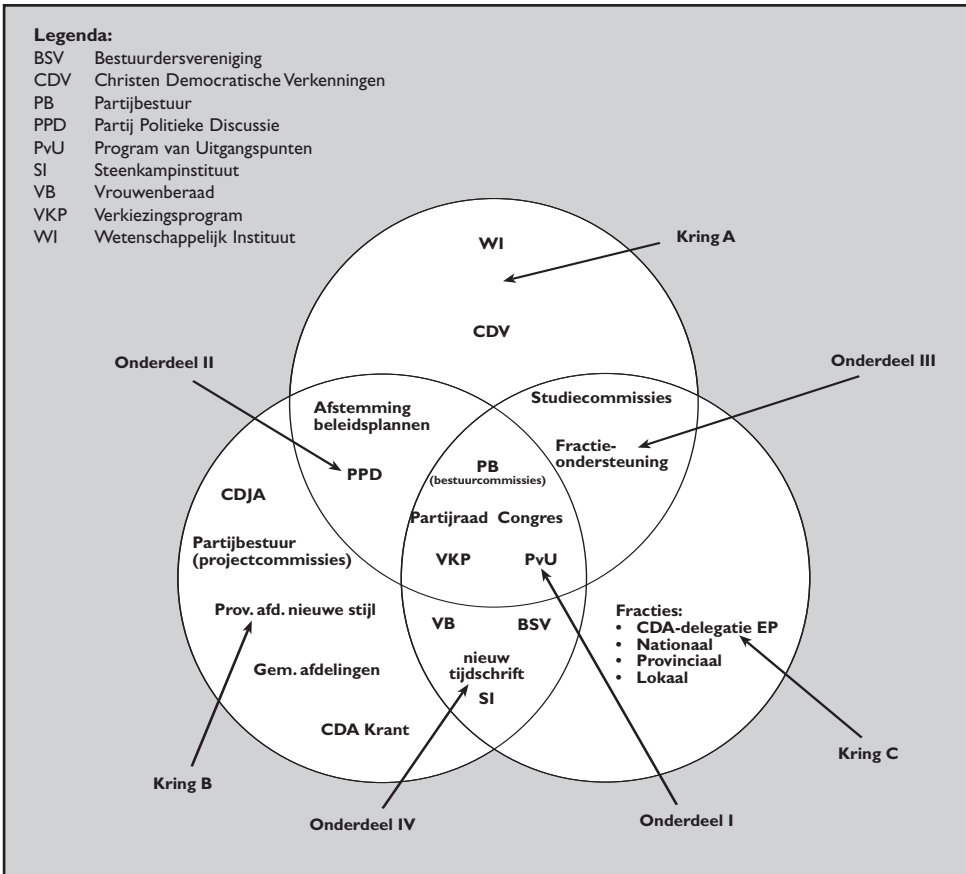 Legenda:
BSV Bestuurdersvereniging
CDV Christen Democratische Verkenningen
PB Partijbestuur
PPD Partij Politieke Discussie
PvU Program van Uitgangspunten
SI Steenkampinstituut
VB Vrouwenberaad
VKP Verkiezingsprogram
WI Wetenschappelijk Instituut
WI
Kring A
CDV
Onderdeel II
Onderdeel III
Studiecommissies
Afstemming
beleidsplannen
Fractie-
ondersteuning
PPD
PB
(bestuurcommissies)
CDJA
Partijraad Congres
Partijbestuur
(projectcommissies)
VKP PvU
Prov. afd. nieuwe stijl
VB BSV
Fracties:
• CDA-delegatie EP
• Nationaal
• Provinciaal
• Lokaal
nieuw
tijdschrift
SI
Gem. afdelingen
CDA Krant
Kring C
Kring B
Onderdeel IV
Onderdeel I